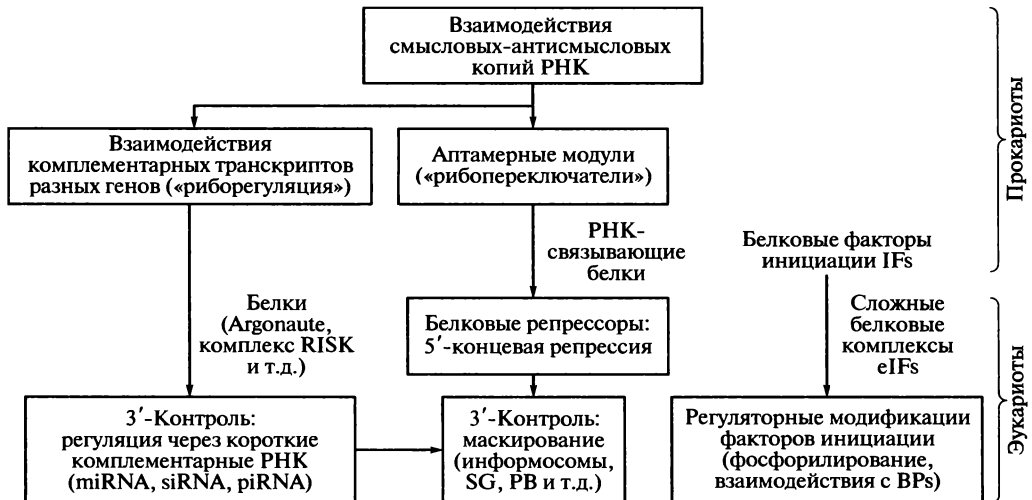 Взаимодействия
смысловых-антисмысловых
копий РНК
Взаимодействия
комплементарных транскриптов
разных генов («риборегуляция»)
Аптамерные модули
(«рибопереключатели»)
Прокариоты
РНК-
связывающие
белки
Белковые факторы
инициации IFs
Белки
(Argonaute,
комплекс RISK
и т.д.)
Белковые репрессоры:
5′-концевая репрессия
Сложные
белковые
комплексы
eIFs
Эукариоты
3′-Контроль:
регуляция через короткие
комплементарные РНК
(miRNA, siRNA, piRNA)
3′-Контроль:
маскирование
(информосомы,
SG, PB и т.д.)
Регуляторные модификации
факторов инициации
(фосфорилирование,
взаимодействия с BPs)